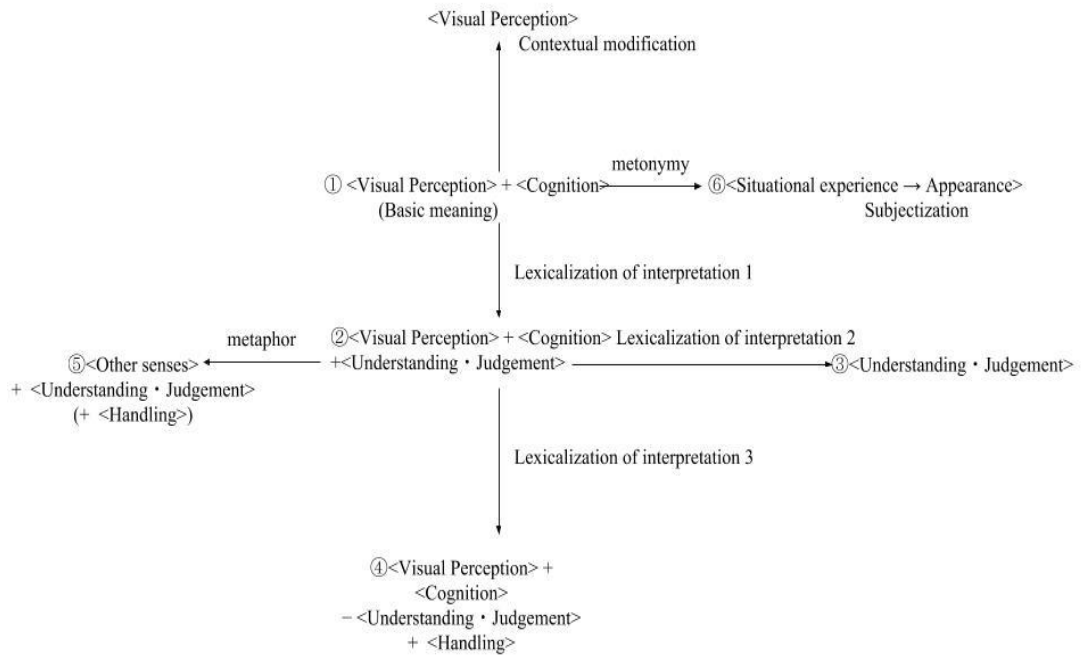 <Visual Perception>
Contextual modification
metonymy
①<Visual Perception> + <Cognition>
(Basic meaning)
⑥<Situational experience → Appearance>
Subjectization
Lexicalization of interpretation 1
metaphor
②<Visual Perception> + <Cognition> Lexicalization of interpretation 2
+<Understanding・Judgement>
⑤<Other senses>
+ <Understanding・Judgement>
(+ <Handling>)
③<Understanding・Judgement>
Lexicalization of interpretation 3
④<Visual Perception> +
<Cognition>
− <Understanding・Judgement>
+ <Handling>